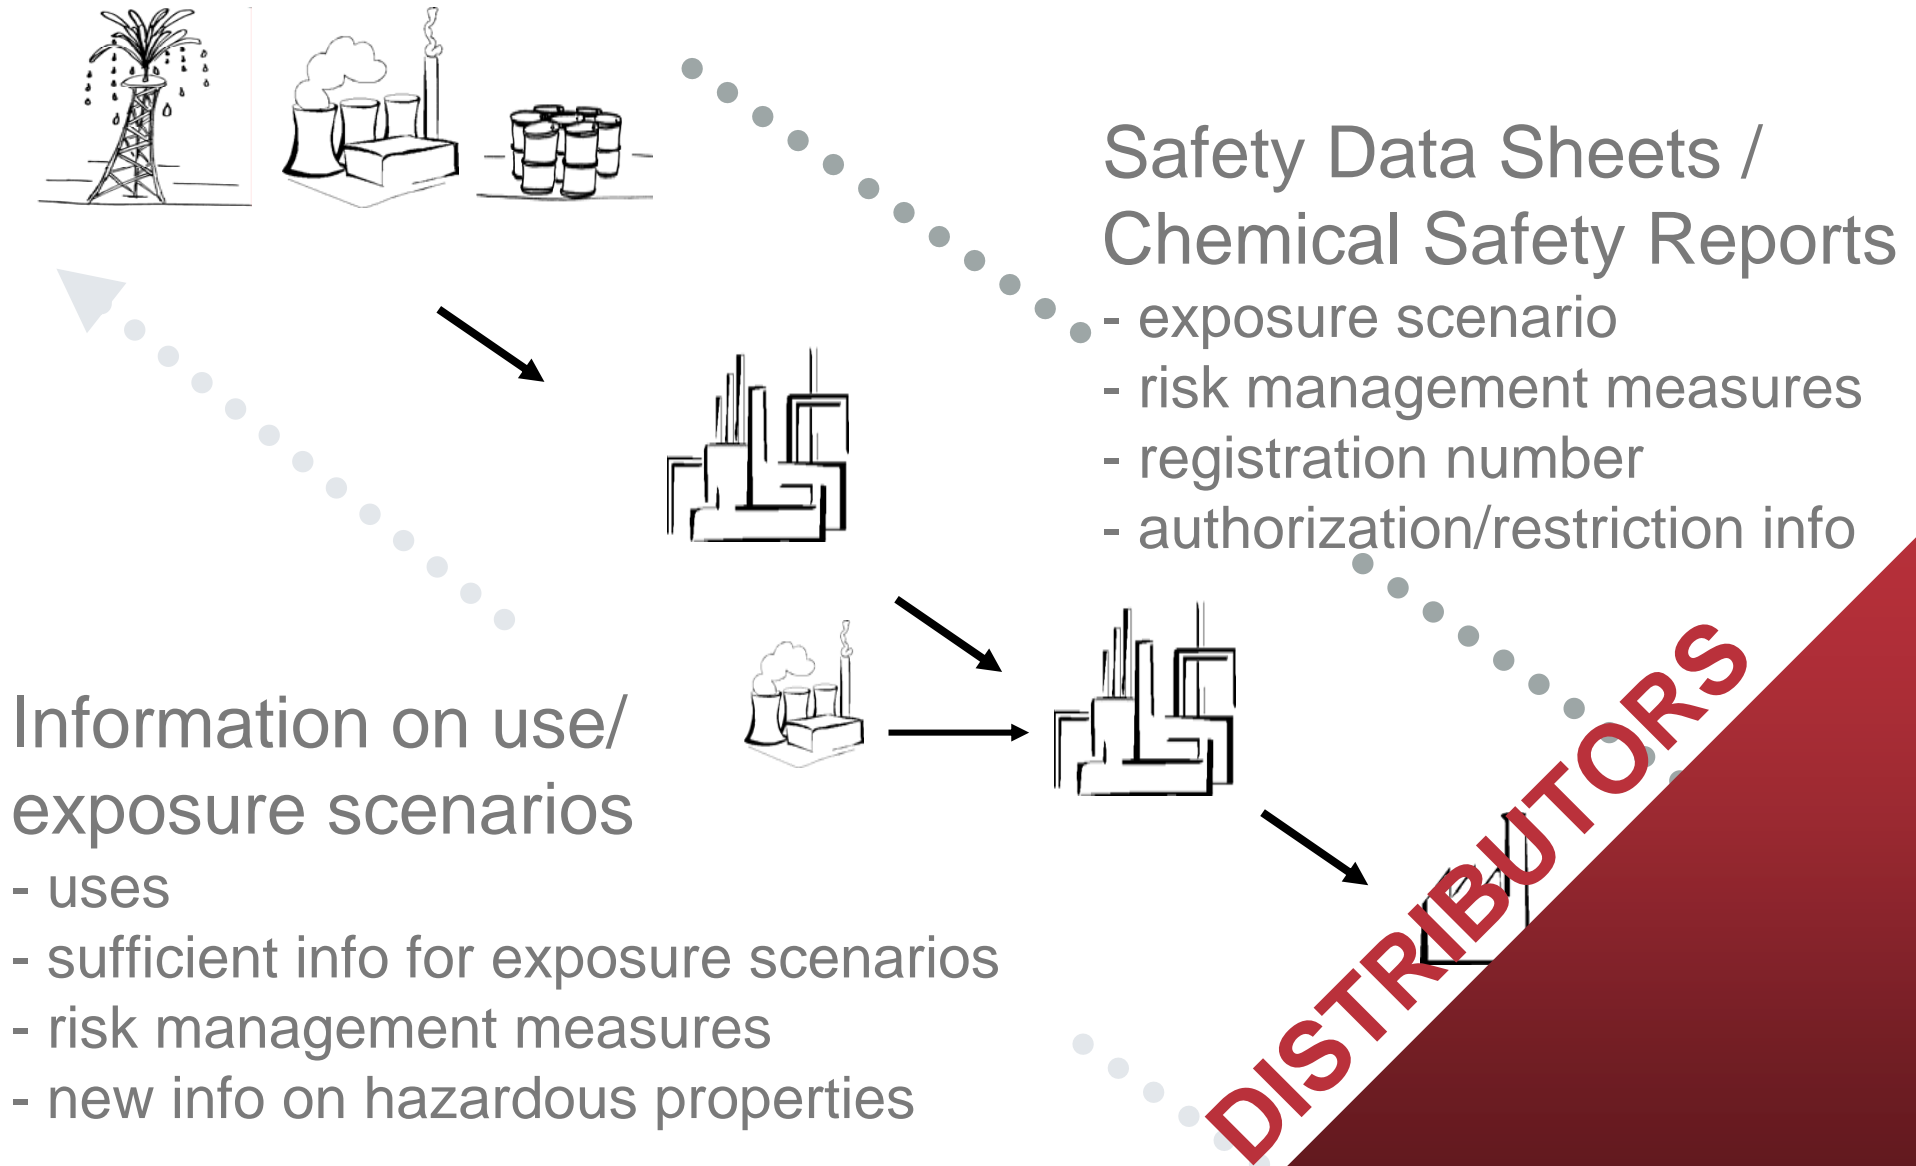 Safety Data Sheets /
Chemical Safety Reports
- exposure scenario
- risk management measures
- registration number
- authorization/restriction info
Information on use/
exposure scenarios
- uses
- sufficient info for exposure scenarios
- risk management measures
- new info on hazardous properties
DISTRIBUTORS